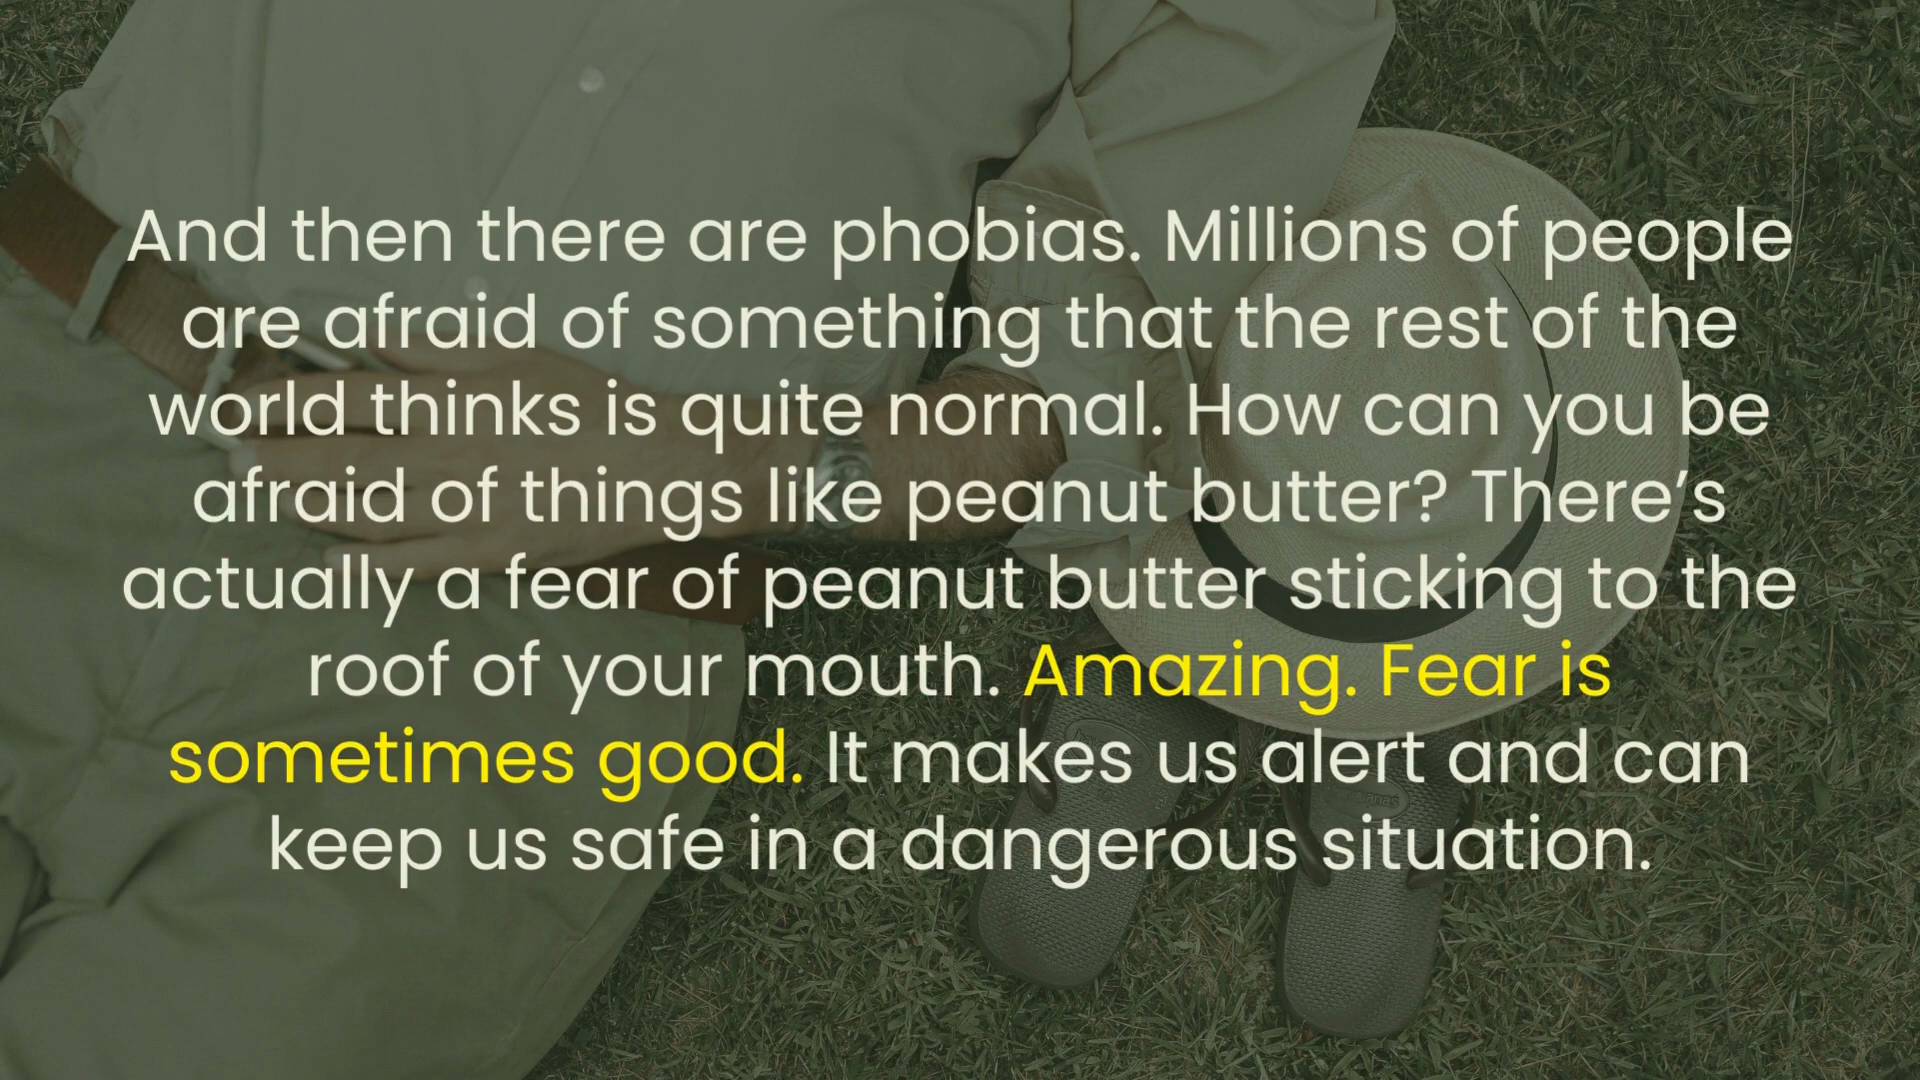 And then there are phobias. Millions of people
are afraid of something that the rest of the
world thinks is quite normal. How can you be
afraid of things like peanut butter? There’s
actually a fear of peanut butter sticking to the
roof of your mouth. Amazing. Fear is
sometimes good. It makes us alert and can
keep us safe in a dangerous situation.